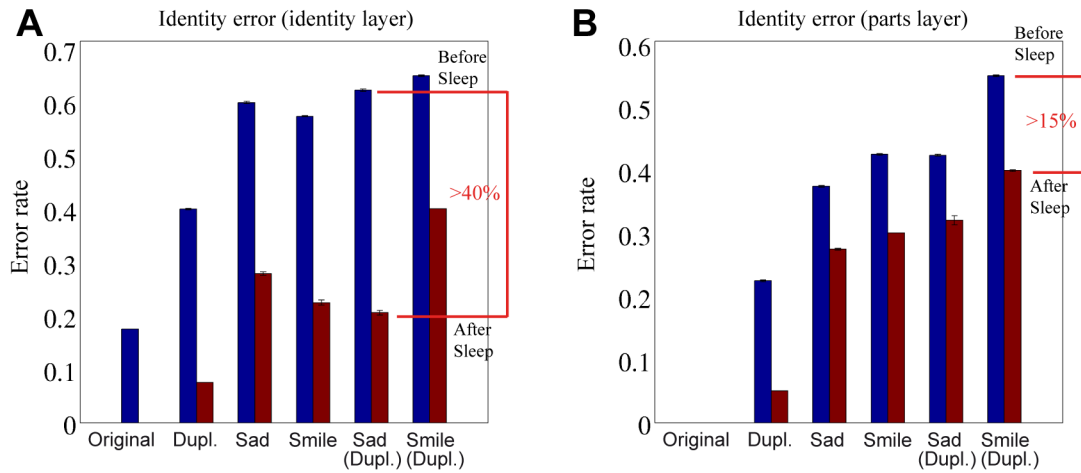 A
Identity error (identity layer)
Error rate
0.7
0.6
0.5
0.4
0.3
0.2
0.1
0
Before
Sleep
>40%
After
Sleep
Original
Dupl.
Sad
Smile
Sad
(Dupl.)
Smile
(Dupl.)
B
Identity error (parts layer)
Error rate
0.6
0.5
0.4
0.3
0.2
0.1
0
Before
Sleep
>15%
After
Sleep
Original
Dupl.
Sad
Smile
Sad
(Dupl.)
Smile
(Dupl.)